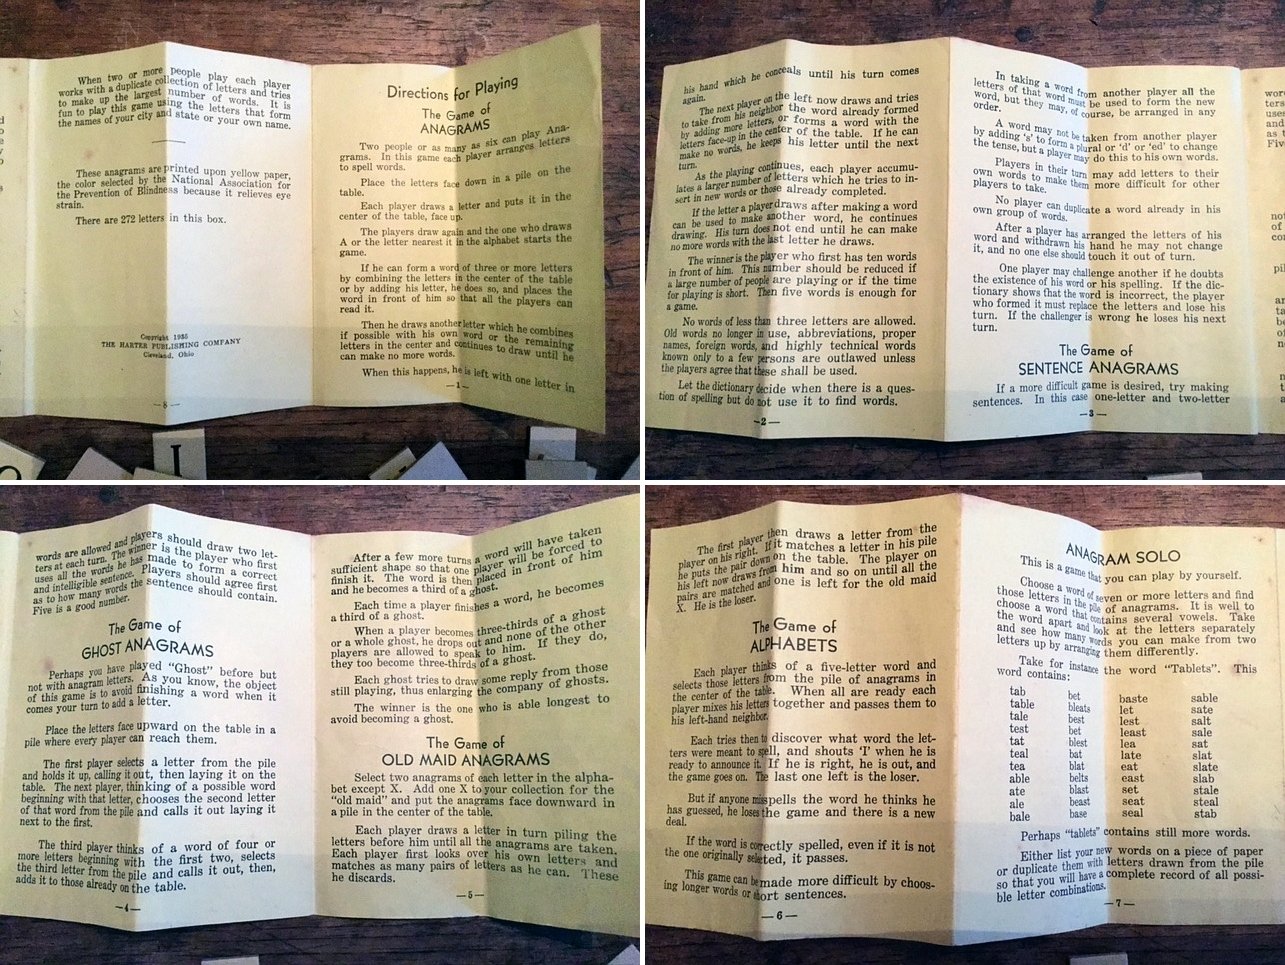 When two or more people play each player
works with a duplicate collection of letters and tries
to make up the largest number of words. It is
fun to play this game using the letters that form
the names of your city and state or your own name.
These anagrams are printed upon yellow paper,
the color selected by the National Association for
the Prevention of Blindness because it relieves eye
strain.
There are 272 letters in this box.
Copyright 1935
THE HARTER PUBLISHING COMPANY
Cleveland, Ohio
—8—
Directions for Playing
The Game of
ANAGRAMS
Two people or as many as six can play Ana-
grams. In this game each player arranges letters
to spell words.
Place the letters face down in a pile on the
table.
Each player draws a letter and puts it in the
center of the table, face up.
The players draw again and the one who draws
A or the letter nearest it in the alphabet starts the
game.
If he can form a word of three or more letters
by combining the letters in the center of the table
or by adding his letter, he does so, and places the
word in front of him so that all the players can
read it.
Then he draws another letter which he combines
if possible with his own word or the remaining
letters in the center and continues to draw until he
can make no more words.
When this happens, he is left with one letter in
—1—
his hand which he conceals until his turn comes
again.
The next player on the left now draws and tries
to take from his neighbor the word already formed
by adding more letters, or forms a word with the
letters face-up in the center of the table. If he can
make no words, he keeps his letter until the next
turn.
As the playing continues, each player accumu-
lates a larger number of letters which he tries to in-
sert in new words or those already completed.
If the letter a player draws after making a word
can be used to make another word, he continues
drawing. His turn does not end until he can make
no more words with the last letter he draws.
The winner is the player who first has ten words
in front of him. This number should be reduced if
a large number of people are playing or if the time
for playing is short. Then five words is enough for
a game.
No words of less than three letters are allowed.
Old words no longer in use, abbreviations, proper
names, foreign words, and highly technical words
known only to a few persons are outlawed unless
the players agree that these shall be used.
Let the dictionary decide when there is a ques-
tion of spelling but do not use it to find words.
—2—
In taking a word from another player all the
letters of that word must be used to form the new
word, but they may, of course, be arranged in any
order.
A word may not be taken from another player
by adding 's' to form a plural or 'd' or 'ed' to change
the tense, but a player may do this to his own words.
Players in their turn may add letters to their
own words to make them more difficult for other
players to take.
No player can duplicate a word already in his
own group of words.
After a player has arranged the letters of his
word and withdrawn his hand he may not change
it, and no one else should touch it out of turn.
One player may challenge another if he doubts
the existence of his word or his spelling. If the dic-
tionary shows that the word is incorrect, the player
who formed it must replace the letters and lose his
turn. If the challenger is wrong he loses his next
turn.
The Game of
SENTENCE ANAGRAMS
If a more difficult game is desired, try making
sentences. In this case one-letter and two-letter
—3—
words are allowed and players should draw two let-
ters at each turn. The winner is the player who first
uses all the words he has made to form a correct
and intelligible sentence. Players should agree first
as to how many words the sentence should contain.
Five is a good number.
The Game of
GHOST ANAGRAMS
Perhaps you have played "Ghost" before but
not with anagram letters. As you know, the object
of this game is to avoid finishing a word when it
comes your turn to add a letter.
Place the letters face upward on the table in a
pile where every player can reach them.
The first player selects a letter from the pile
and holds it up, calling it out, then laying it on the
table. The next player, thinking of a possible word
beginning with that letter, chooses the second letter
of that word from the pile and calls it out laying it
next to the first.
The third player thinks of a word of four or
more letters beginning with the first two, selects
the third letter from the pile and calls it out, then,
adds it to those already on the table.
—4—
After a few more turns a word will have taken
sufficient shape so that one player will be forced to
finish it. The word is then placed in front of him
and he becomes a third of a ghost.
Each time a player finishes a word, he becomes
a third of a ghost.
When a player becomes three-thirds of a ghost
or a whole ghost, he drops out and none of the other
players are allowed to speak to him. If they do,
they too become three-thirds of a ghost.
Each ghost tries to draw some reply from those
still playing, thus enlarging the company of ghosts.
The winner is the one who is able longest to
avoid becoming a ghost.
The Game of
OLD MAID ANAGRAMS
Select two anagrams of each letter in the alpha-
bet except X. Add one X to your collection for the
"old maid" and put the anagrams face downward in
a pile in the center of the table.
Each player draws a letter in turn piling the
letters before him until all the anagrams are taken.
Each player first looks over his own letters and
matches as many pairs of letters as he can. These
he discards.
—5—
The first player then draws a letter from the
player on his right. If it matches a letter in his pile
he puts the pair down on the table. The player on
his left now draws from him and so on until all the
pairs are matched and one is left for the old maid
X. He is the loser.
The Game of
ALPHABETS
Each player thinks of a five-letter word and
selects those letters from the pile of anagrams in
the center of the table. When all are ready each
player mixes his letters together and passes them to
his left-hand neighbor.
Each tries then to discover what word the let-
ters were meant to spell, and shouts 'I' when he is
ready to announce it. If he is right, he is out, and
the game goes on. The last one left is the loser.
But if anyone misspells the word he thinks he
has guessed, he loses the game and there is a new
deal.
If the word is correctly spelled, even if it is not
the one originally selected, it passes.
This game can be made more difficult by choos-
ing longer words or short sentences.
—6—
ANAGRAM SOLO
This is a game that you can play by yourself.
Choose a word of seven or more letters and find
those letters in the pile of anagrams. It is well to
choose a word that contains several vowels. Take
the word apart and look at the letters separately
and see how many words you can make from two
letters up by arranging them differently.
Take for instance the word "Tablets". This
word contains:
tab bet baste sable
table bleats let sate
tale best lest salt
teal best least sale
tat blest lea sat
teal bat late slat
tea blat eat slate
able belts east slab
ate bast set sale
ale beast seat steal
bale base seal stab
Perhaps "tablets" contains still more words.
Either list your new words on a piece of paper
or duplicate them with letters drawn from the pile
so that you will have a complete record of all possi-
ble letter combinations.
—7—
I